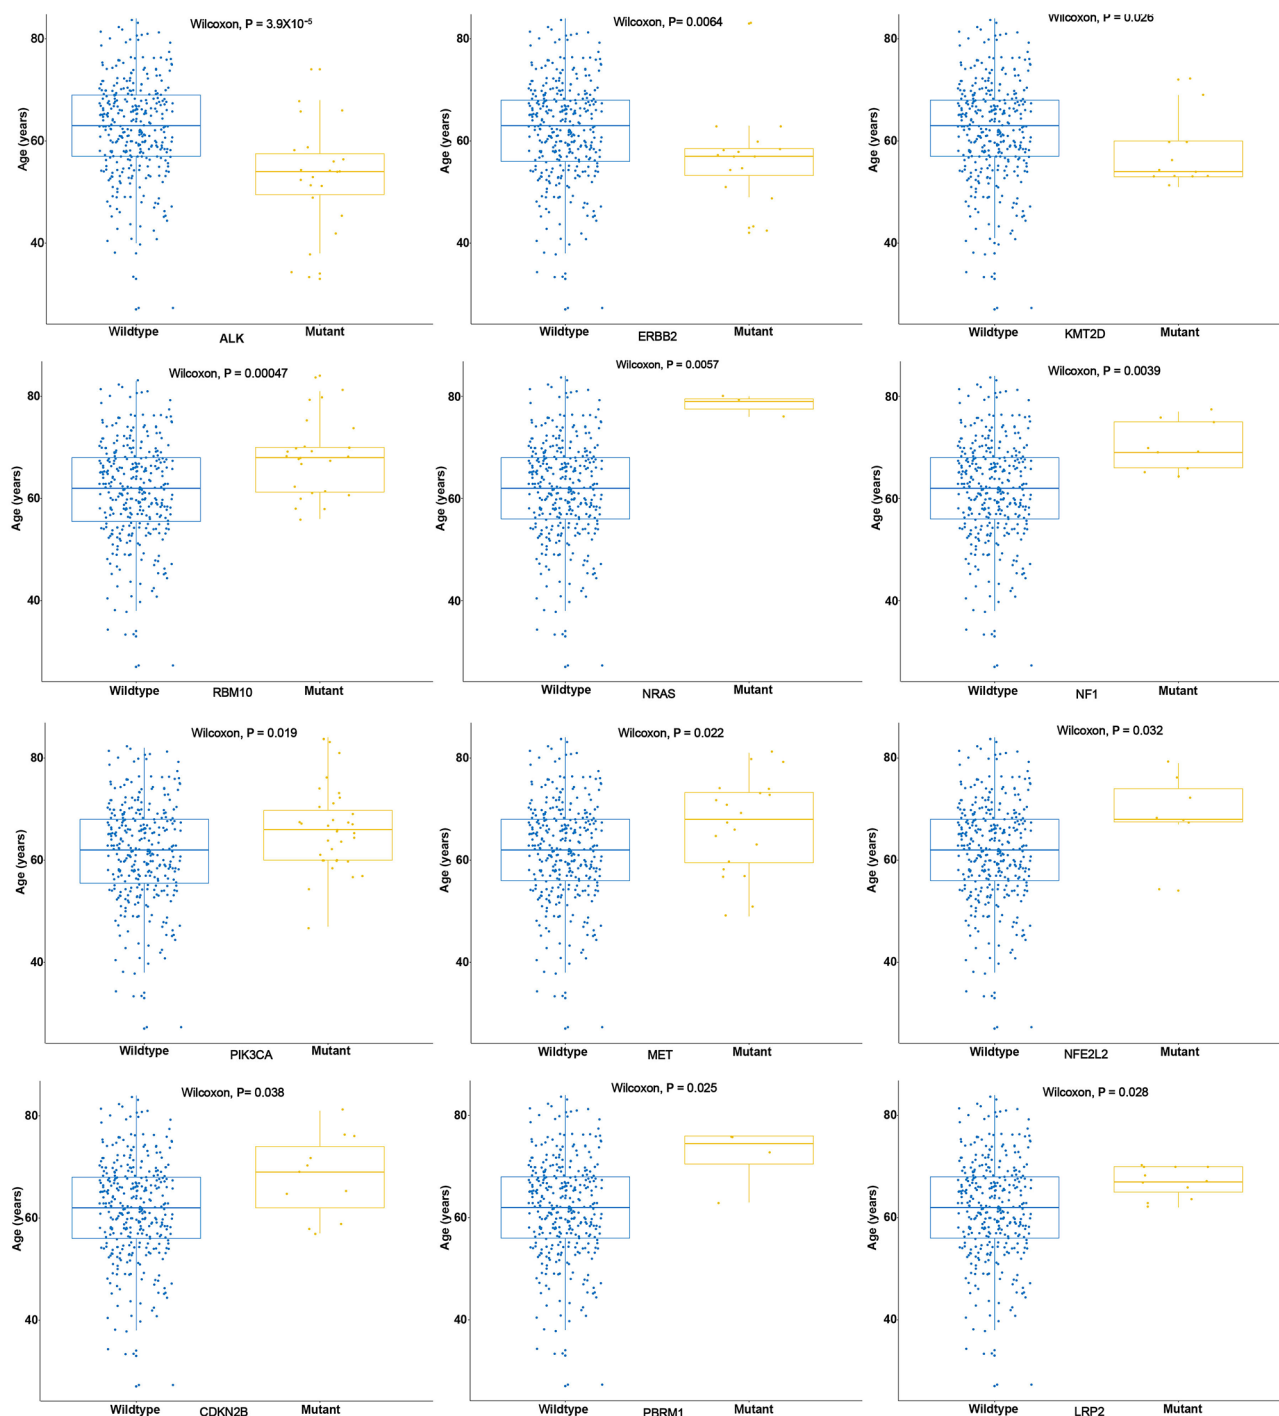 Wilcoxon, P = 3.9X10⁻⁵
Age (years)
80
60
40
Wildtype
ALK
Mutant
Wilcoxon, P= 0.0064
Age (years)
80
60
40
Wildtype
ERBB2
Mutant
Wilcoxon, P = 0.026
Age (years)
80
60
40
Wildtype
KMT2D
Mutant
Wilcoxon, P = 0.00047
Age (years)
80
60
40
Wildtype
RBM10
Mutant
Wilcoxon, P = 0.0057
Age (years)
80
60
40
Wildtype
NRAS
Mutant
Wilcoxon, P = 0.0039
Age (years)
80
60
40
Wildtype
NF1
Mutant
Wilcoxon, P = 0.019
Age (years)
80
60
40
Wildtype
PIK3CA
Mutant
Wilcoxon, P = 0.022
Age (years)
80
60
40
Wildtype
MET
Mutant
Wilcoxon, P = 0.032
Age (years)
80
60
40
Wildtype
NFE2L2
Mutant
Wilcoxon, P= 0.038
Age (years)
80
60
40
Wildtype
CDKN2B
Mutant
Wilcoxon, P = 0.025
Age (years)
80
60
40
Wildtype
PBRM1
Mutant
Wilcoxon, P = 0.028
Age (years)
80
60
40
Wildtype
LRP2
Mutant